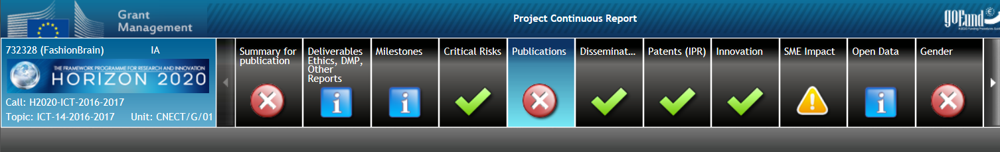 Grant
Management
Project Continuous Report
goFund
732328 (FashionBrain) IA
THE FRAMEWORK PROGRAMME FOR RESEARCH AND INNOVATION
HORIZON 2020
Call: H2020-ICT-2016-2017
Topic: ICT-14-2016-2017 Unit: CNECT/G/01
Summary for
publication
Deliverables
Ethics, DMP,
Other
Reports
Milestones
Critical Risks
Publications
Disseminat...
Patents (IPR)
Innovation
SME Impact
Open Data
Gender